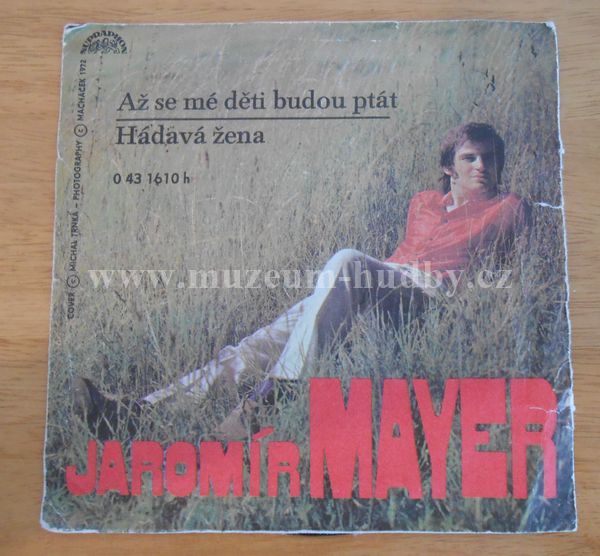 SUPRAPHON
Až se mé děti budou ptát
Hádavá žena
0 43 1610 h
COVER © MICHAL TRNKA – PHOTOGRAPHY © MACHÁČEK 1972
www.muzeum-hudby.cz
JAROMÍR MAYER